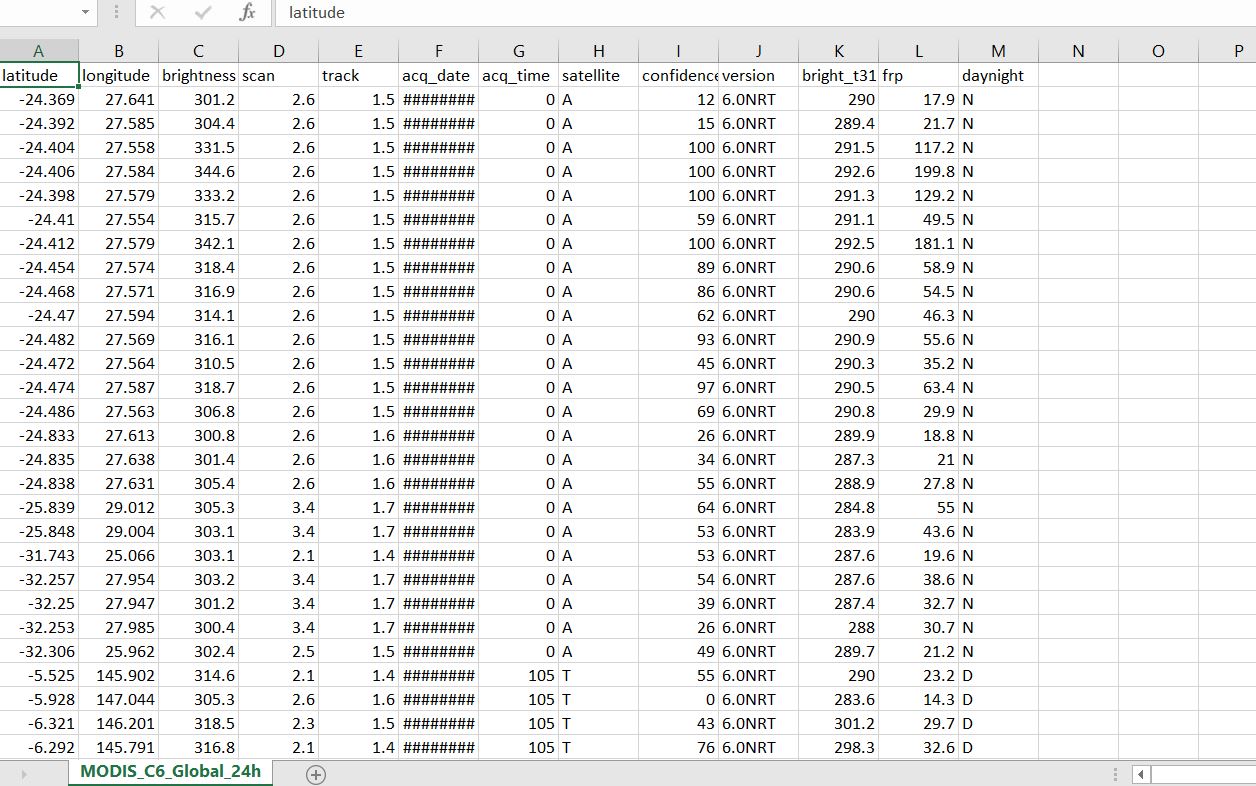 fx latitude
A B C D E F G H I J K L M N O P
latitude longitude brightness scan track acq_date acq_time satellite confidence version bright_t31 frp daynight
-24.369 27.641 301.2 2.6 1.5 ######## 0 A 12 6.0NRT 290 17.9 N
-24.392 27.585 304.4 2.6 1.5 ######## 0 A 15 6.0NRT 289.4 21.7 N
-24.404 27.558 331.5 2.6 1.5 ######## 0 A 100 6.0NRT 291.5 117.2 N
-24.406 27.584 344.6 2.6 1.5 ######## 0 A 100 6.0NRT 292.6 199.8 N
-24.398 27.579 333.2 2.6 1.5 ######## 0 A 100 6.0NRT 291.3 129.2 N
-24.41 27.554 315.7 2.6 1.5 ######## 0 A 59 6.0NRT 291.1 49.5 N
-24.412 27.579 342.1 2.6 1.5 ######## 0 A 100 6.0NRT 292.5 181.1 N
-24.454 27.574 318.4 2.6 1.5 ######## 0 A 89 6.0NRT 290.6 58.9 N
-24.468 27.571 316.9 2.6 1.5 ######## 0 A 86 6.0NRT 290.6 54.5 N
-24.47 27.594 314.1 2.6 1.5 ######## 0 A 62 6.0NRT 290 46.3 N
-24.482 27.569 316.1 2.6 1.5 ######## 0 A 93 6.0NRT 290.9 55.6 N
-24.472 27.564 310.5 2.6 1.5 ######## 0 A 45 6.0NRT 290.3 35.2 N
-24.474 27.587 318.7 2.6 1.5 ######## 0 A 97 6.0NRT 290.5 63.4 N
-24.486 27.563 306.8 2.6 1.5 ######## 0 A 69 6.0NRT 290.8 29.9 N
-24.833 27.613 300.8 2.6 1.6 ######## 0 A 26 6.0NRT 289.9 18.8 N
-24.835 27.638 301.4 2.6 1.6 ######## 0 A 34 6.0NRT 287.3 21 N
-24.838 27.631 305.4 2.6 1.6 ######## 0 A 55 6.0NRT 288.9 27.8 N
-25.839 29.012 305.3 3.4 1.7 ######## 0 A 64 6.0NRT 284.8 55 N
-25.848 29.004 303.1 3.4 1.7 ######## 0 A 53 6.0NRT 283.9 43.6 N
-31.743 25.066 303.1 2.1 1.4 ######## 0 A 53 6.0NRT 287.6 19.6 N
-32.257 27.954 303.2 3.4 1.7 ######## 0 A 54 6.0NRT 287.6 38.6 N
-32.25 27.947 301.2 3.4 1.7 ######## 0 A 39 6.0NRT 287.4 32.7 N
-32.253 27.985 300.4 3.4 1.7 ######## 0 A 26 6.0NRT 288 30.7 N
-32.306 25.962 302.4 2.5 1.5 ######## 0 A 49 6.0NRT 289.7 21.2 N
-5.525 145.902 314.6 2.1 1.4 ######## 105 T 55 6.0NRT 290 23.2 D
-5.928 147.044 305.3 2.6 1.6 ######## 105 T 0 6.0NRT 283.6 14.3 D
-6.321 146.201 318.5 2.3 1.5 ######## 105 T 43 6.0NRT 301.2 29.7 D
-6.292 145.791 316.8 2.1 1.4 ######## 105 T 76 6.0NRT 298.3 32.6 D
MODIS_C6_Global_24h